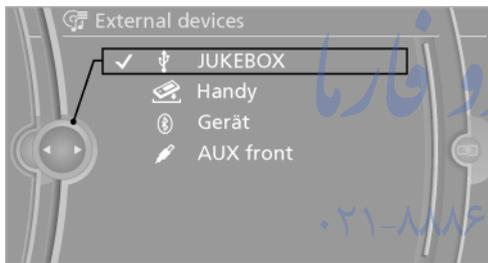 External devices
JUKEBOX
Handy
Gerät
AUX front